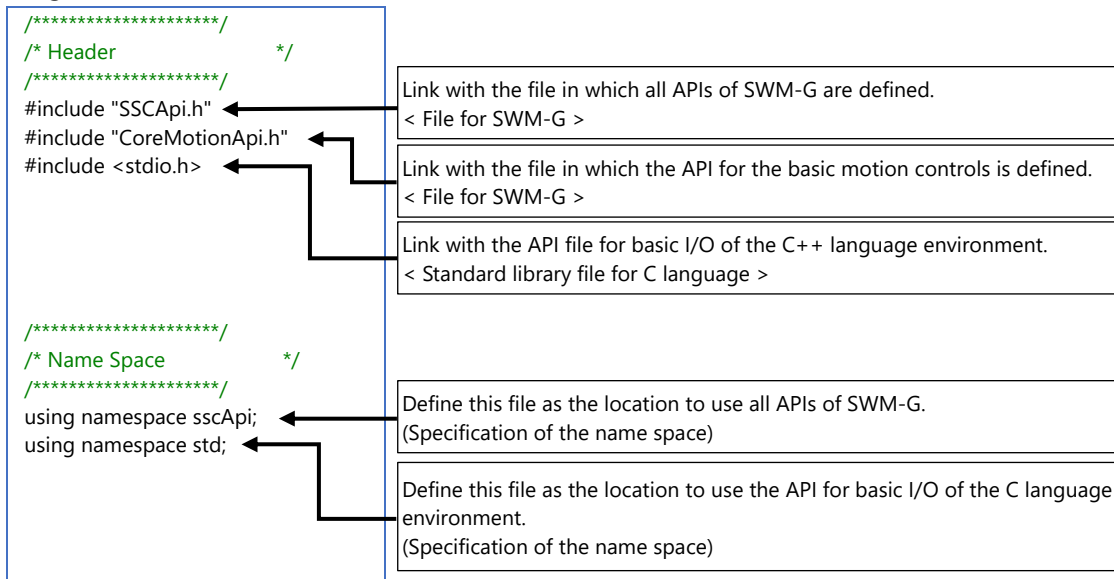 /*********************/
/* Header */
/*********************/
#include "SSCApi.h"
#include "CoreMotionApi.h"
#include <stdio.h>
Link with the file in which all APIs of SWM-G are defined.
< File for SWM-G >
Link with the file in which the API for the basic motion controls is defined.
< File for SWM-G >
Link with the API file for basic I/O of the C++ language environment.
< Standard library file for C language >
/*********************/
/* Name Space */
/*********************/
using namespace sscApi;
using namespace std;
Define this file as the location to use all APIs of SWM-G.
(Specification of the name space)
Define this file as the location to use the API for basic I/O of the C language
environment.
(Specification of the name space)